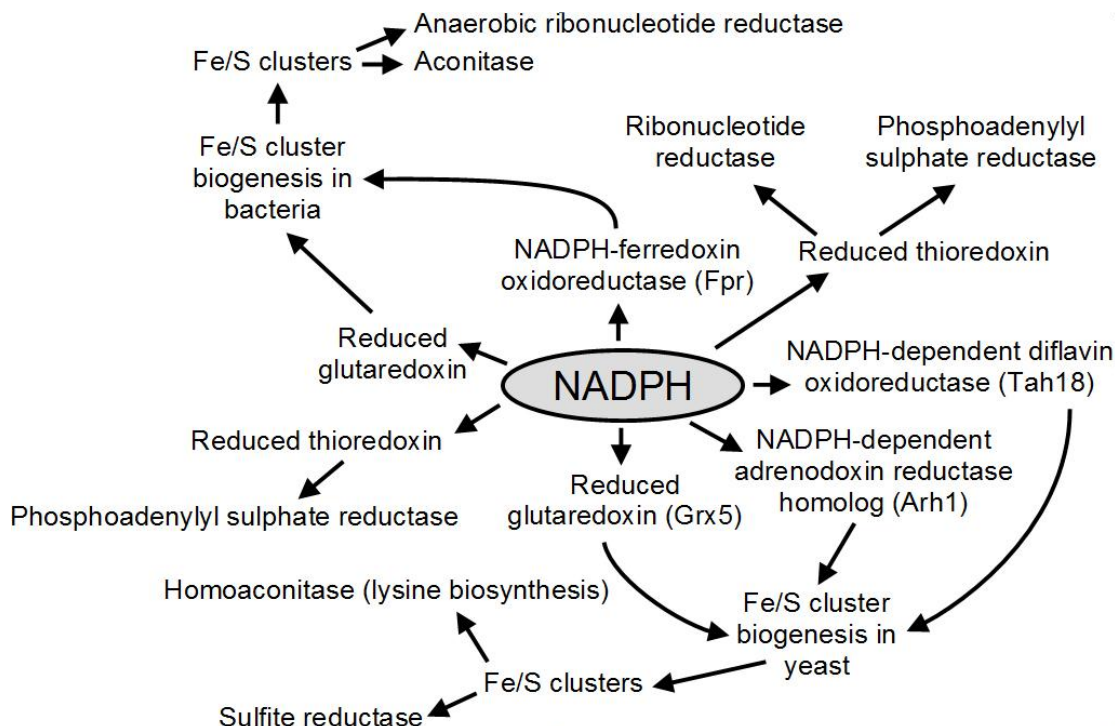 Anaerobic ribonucleotide reductase
Fe/S clusters
Aconitase
Fe/S cluster
biogenesis in
bacteria
Ribonucleotide
reductase
Phosphoadenylyl
sulphate reductase
NADPH-ferredoxin
oxidoreductase (Fpr)
Reduced thioredoxin
Reduced
glutaredoxin
NADPH
NADPH-dependent diflavin
oxidoreductase (Tah18)
Reduced thioredoxin
Phosphoadenylyl sulphate reductase
Reduced
glutaredoxin (Grx5)
NADPH-dependent
adrenodoxin reductase
homolog (Arh1)
Homoaconitase (lysine biosynthesis)
Fe/S cluster
biogenesis in
yeast
Fe/S clusters
Sulfite reductase